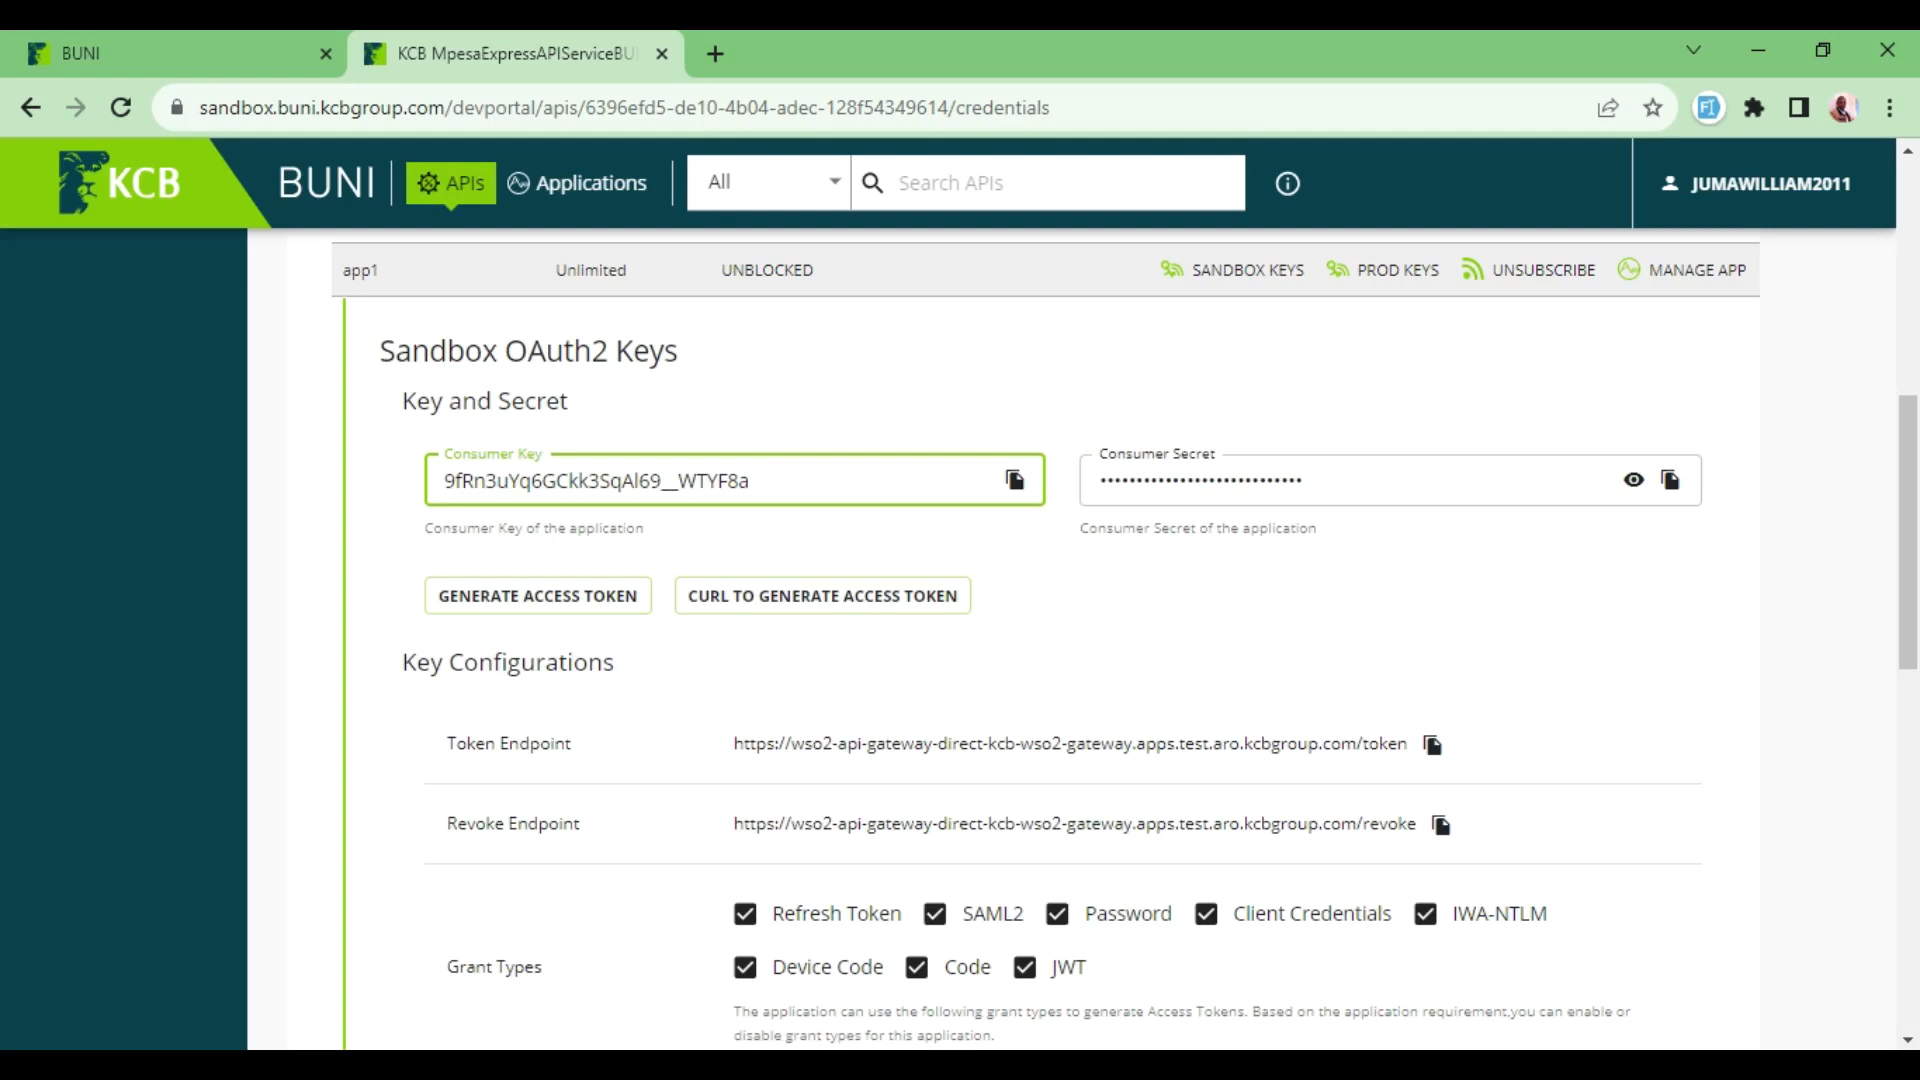 BUNI
KCB MpesaExpressAPIServiceBU
sandbox.buni.kcbgroup.com/devportal/apis/6396efd5-de10-4b04-adec-128f54349614/credentials
KCB BUNI APIs Applications All Search APIs JUMAWILLIAM2011
app1 Unlimited UNBLOCKED SANDBOX KEYS PROD KEYS UNSUBSCRIBE MANAGE APP
Sandbox OAuth2 Keys
Key and Secret
Consumer Key
9fRn3uYq6GCkk3SqAl69__WTYF8a
Consumer Key of the application
Consumer Secret
••••••••••••••••••••••••••••
Consumer Secret of the application
GENERATE ACCESS TOKEN CURL TO GENERATE ACCESS TOKEN
Key Configurations
Token Endpoint https://wso2-api-gateway-direct-kcb-wso2-gateway.apps.test.aro.kcbgroup.com/token
Revoke Endpoint https://wso2-api-gateway-direct-kcb-wso2-gateway.apps.test.aro.kcbgroup.com/revoke
Refresh Token SAML2 Password Client Credentials IWA-NTLM
Grant Types Device Code Code JWT
The application can use the following grant types to generate Access Tokens. Based on the application requirement,you can enable or
disable grant types for this application.